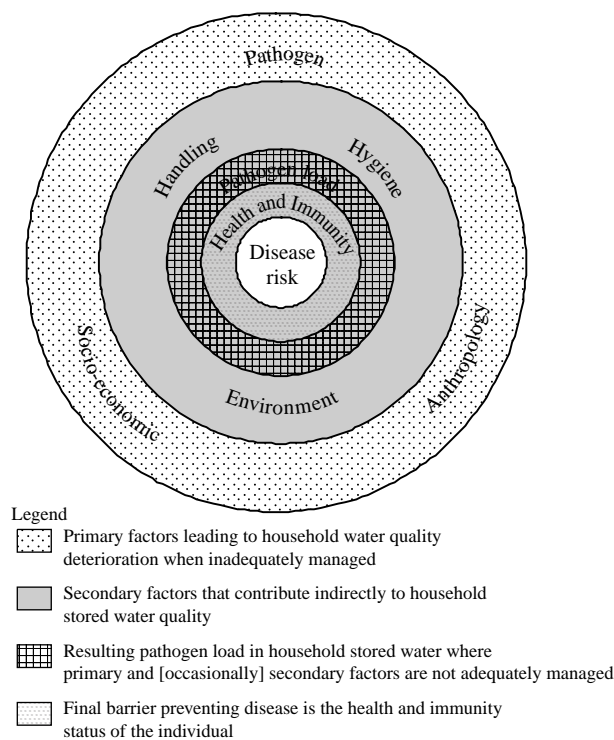 Pathogen
Handling
Hygiene
Pathogen load
Health and Immunity
Disease
risk
Socio-economic
Anthropology
Environment
Legend
Primary factors leading to household water quality
deterioration when inadequately managed
Secondary factors that contribute indirectly to household
stored water quality
Resulting pathogen load in household stored water where
primary and [occasionally] secondary factors are not adequately managed
Final barrier preventing disease is the health and immunity
status of the individual